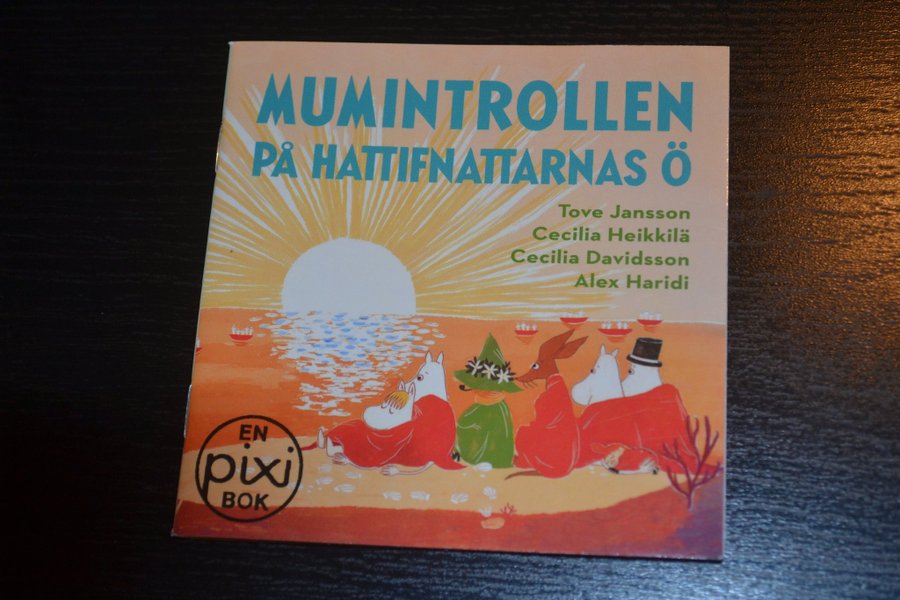 MUMINTROLLEN
PÅ HATTIFNATTARNAS Ö
Tove Jansson
Cecilia Heikkilä
Cecilia Davidsson
Alex Haridi
EN
pixi
BOK